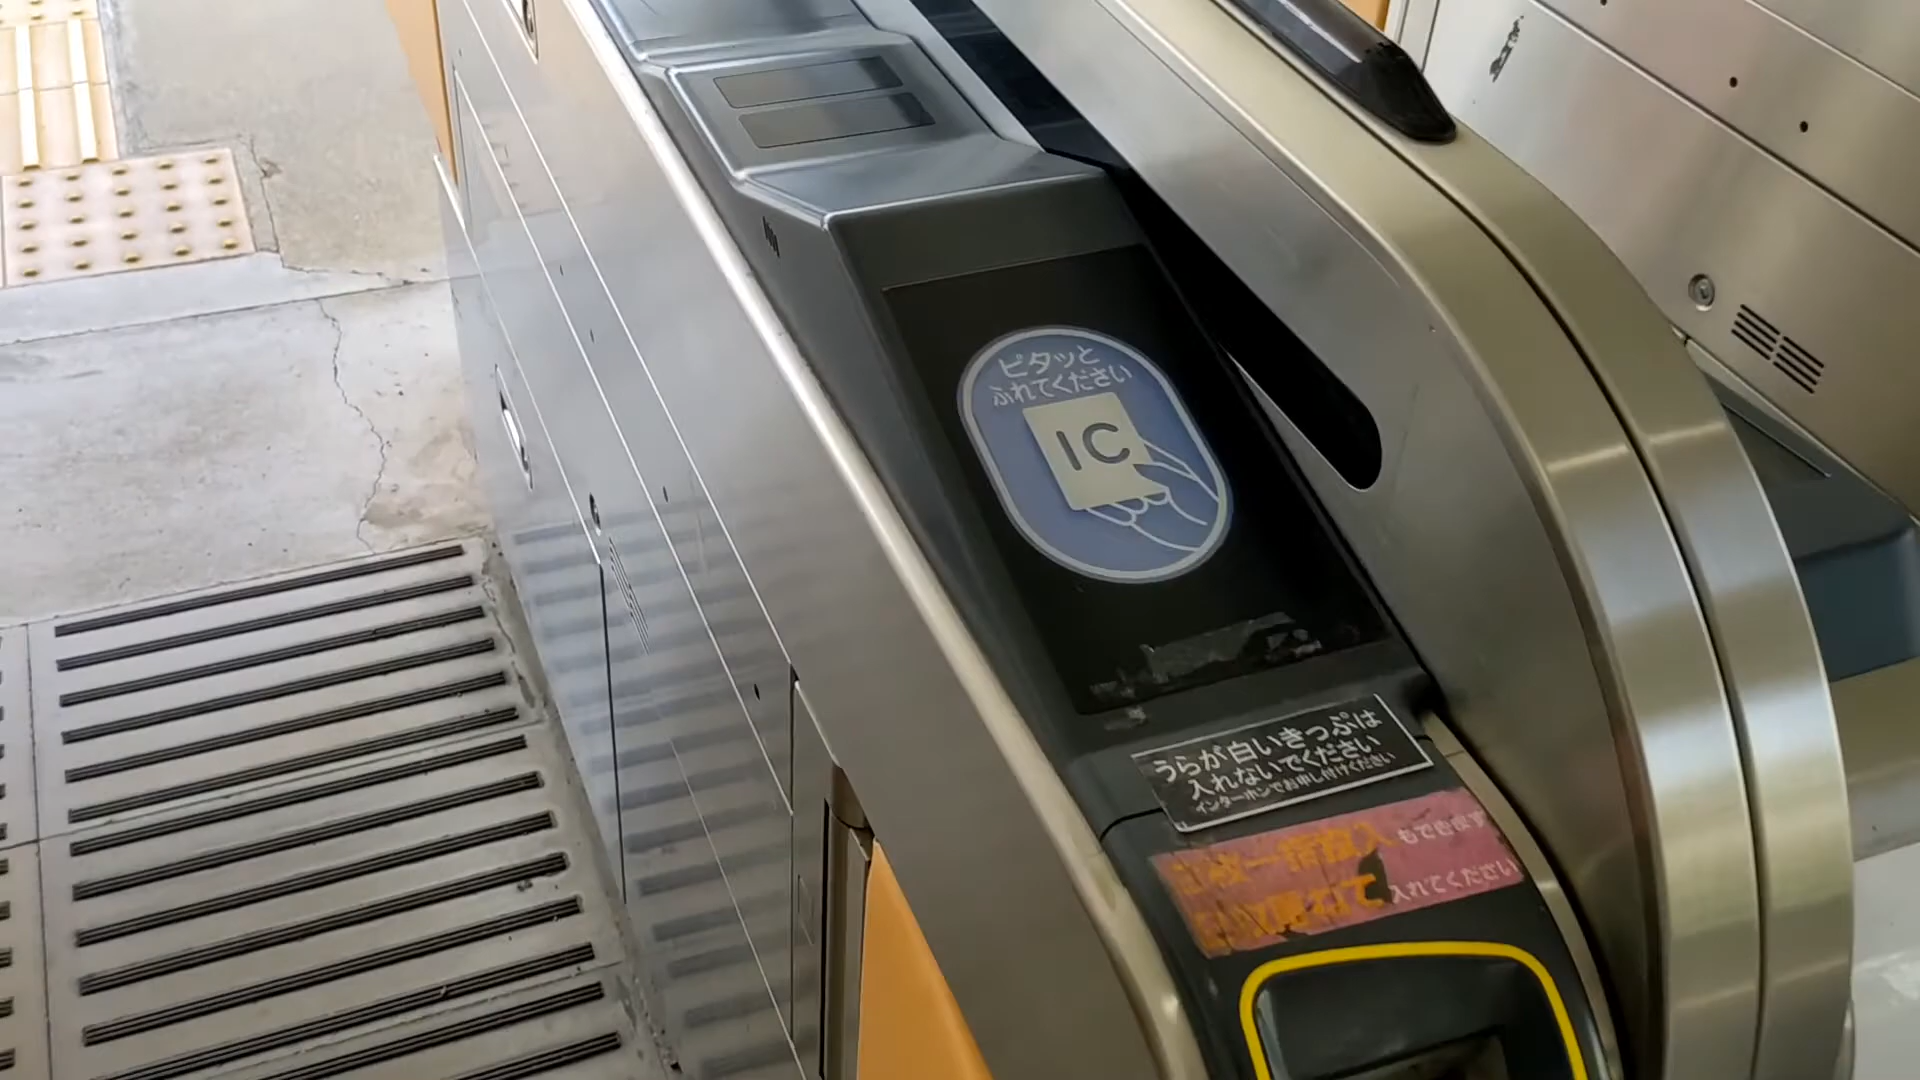 ピタッと
ふれてください
IC
うらが白いきっぷは
入れないでください
インターホンでお申し付けください
もできます
入れてください